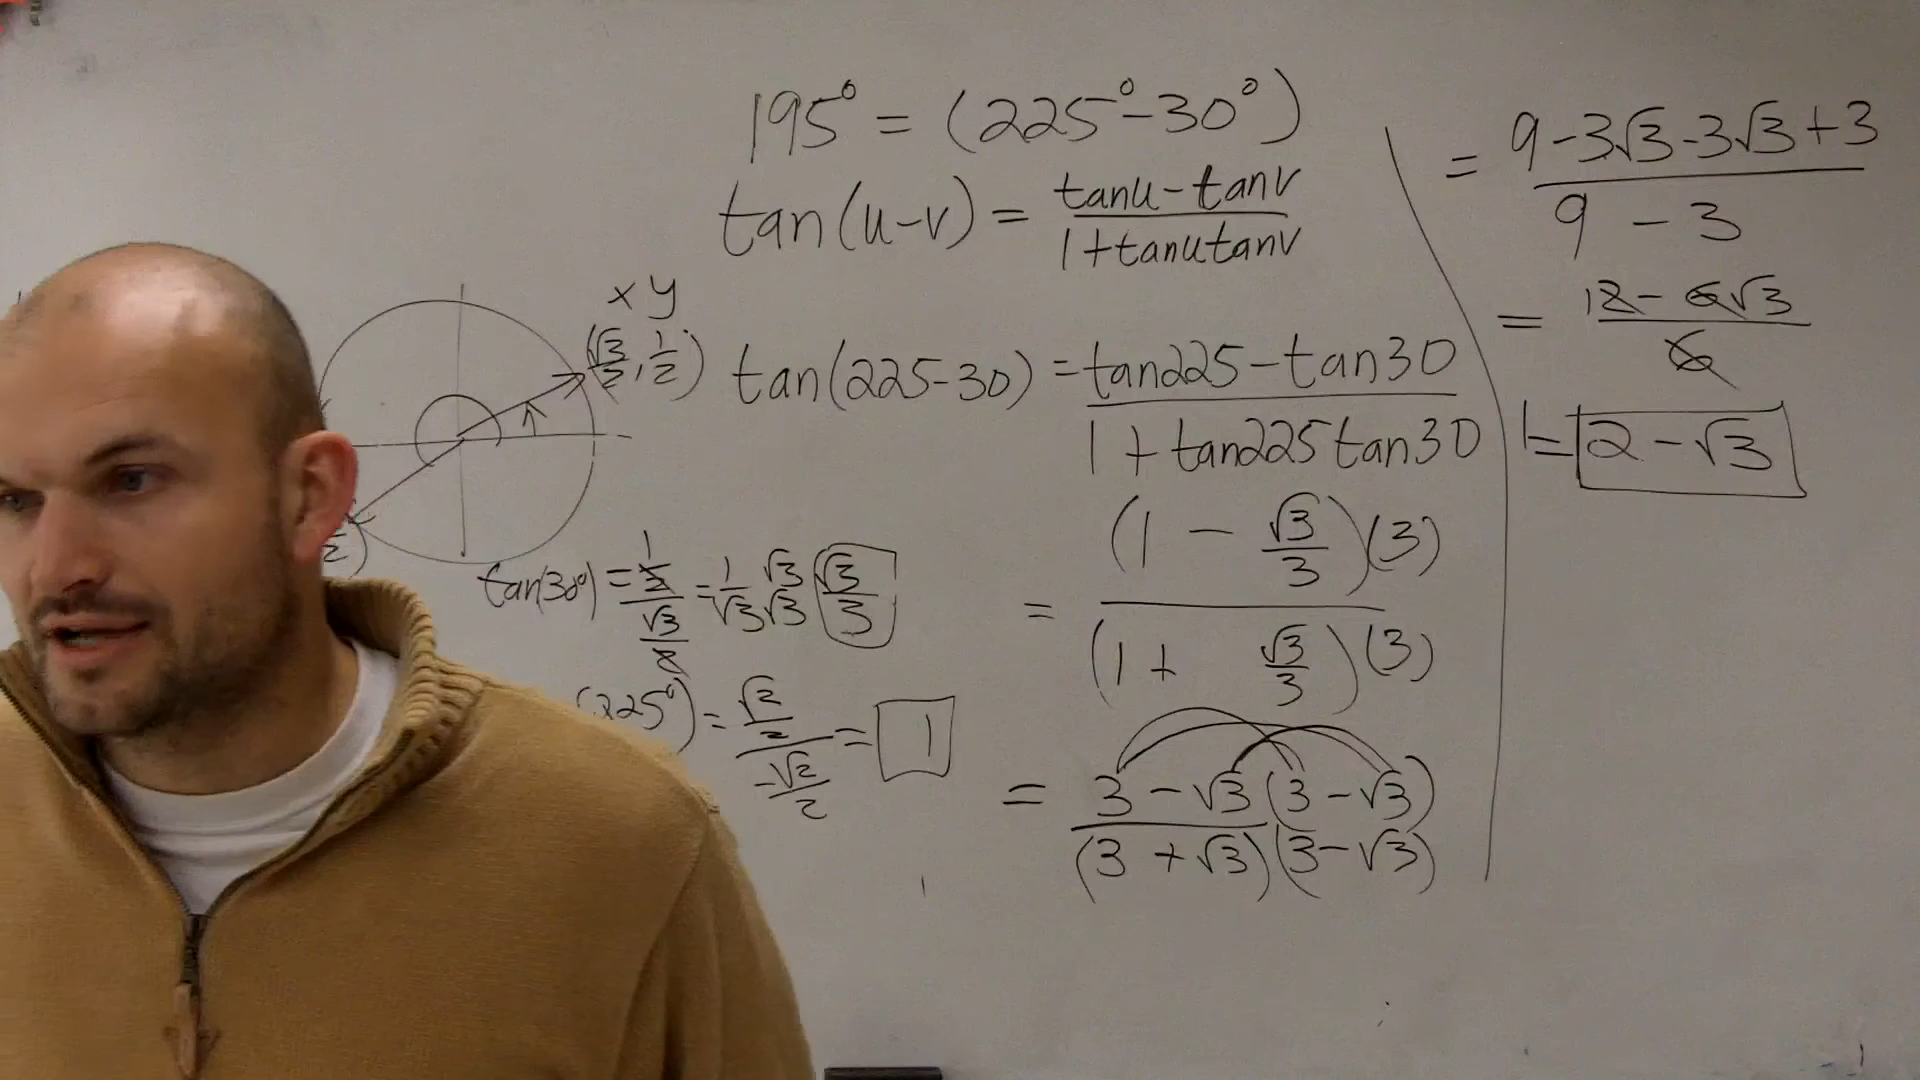 195° = (225° - 30°)
tan(u-v) = tanu - tanv / 1 + tanutanv
x y
(√3/2, 1/2)
tan(225-30) = tan225 - tan30 / 1 + tan225tan30
= (1 - √3/3)(3) / (1 + √3/3)(3)
= 3 - √3(3 - √3) / (3 + √3)(3 - √3)
tan(30°) = 1/2 / √3/2 = 1/√3 √3/√3 √3/3
(225°) = √2/2 / -√2/2 = 1
= 9 - 3√3 - 3√3 + 3 / 9 - 3
= 12 - 6√3 / 6
= 2 - √3